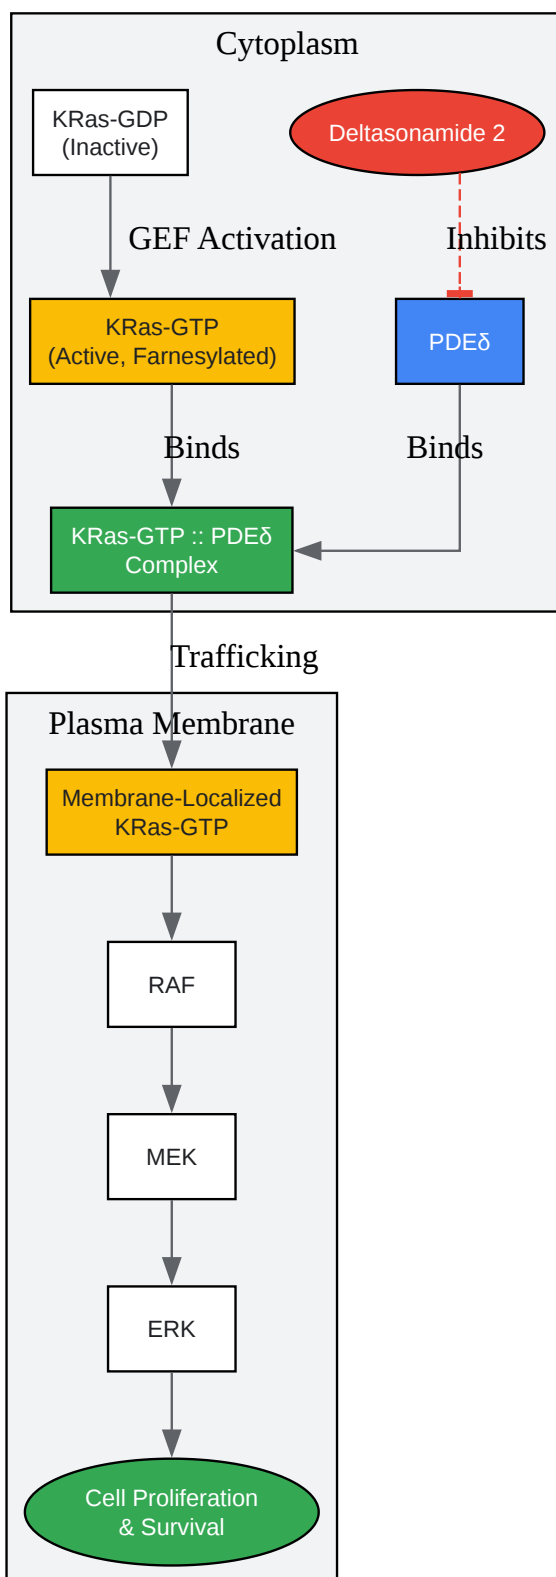 Cytoplasm
KRas-GDP
(Inactive)
Deltasonamide 2
GEF Activation
Inhibits
KRas-GTP
(Active, Farnesylated)
PDEδ
Binds
Binds
KRas-GTP :: PDEδ
Complex
Trafficking
Plasma Membrane
Membrane-Localized
KRas-GTP
RAF
MEK
ERK
Cell Proliferation
& Survival